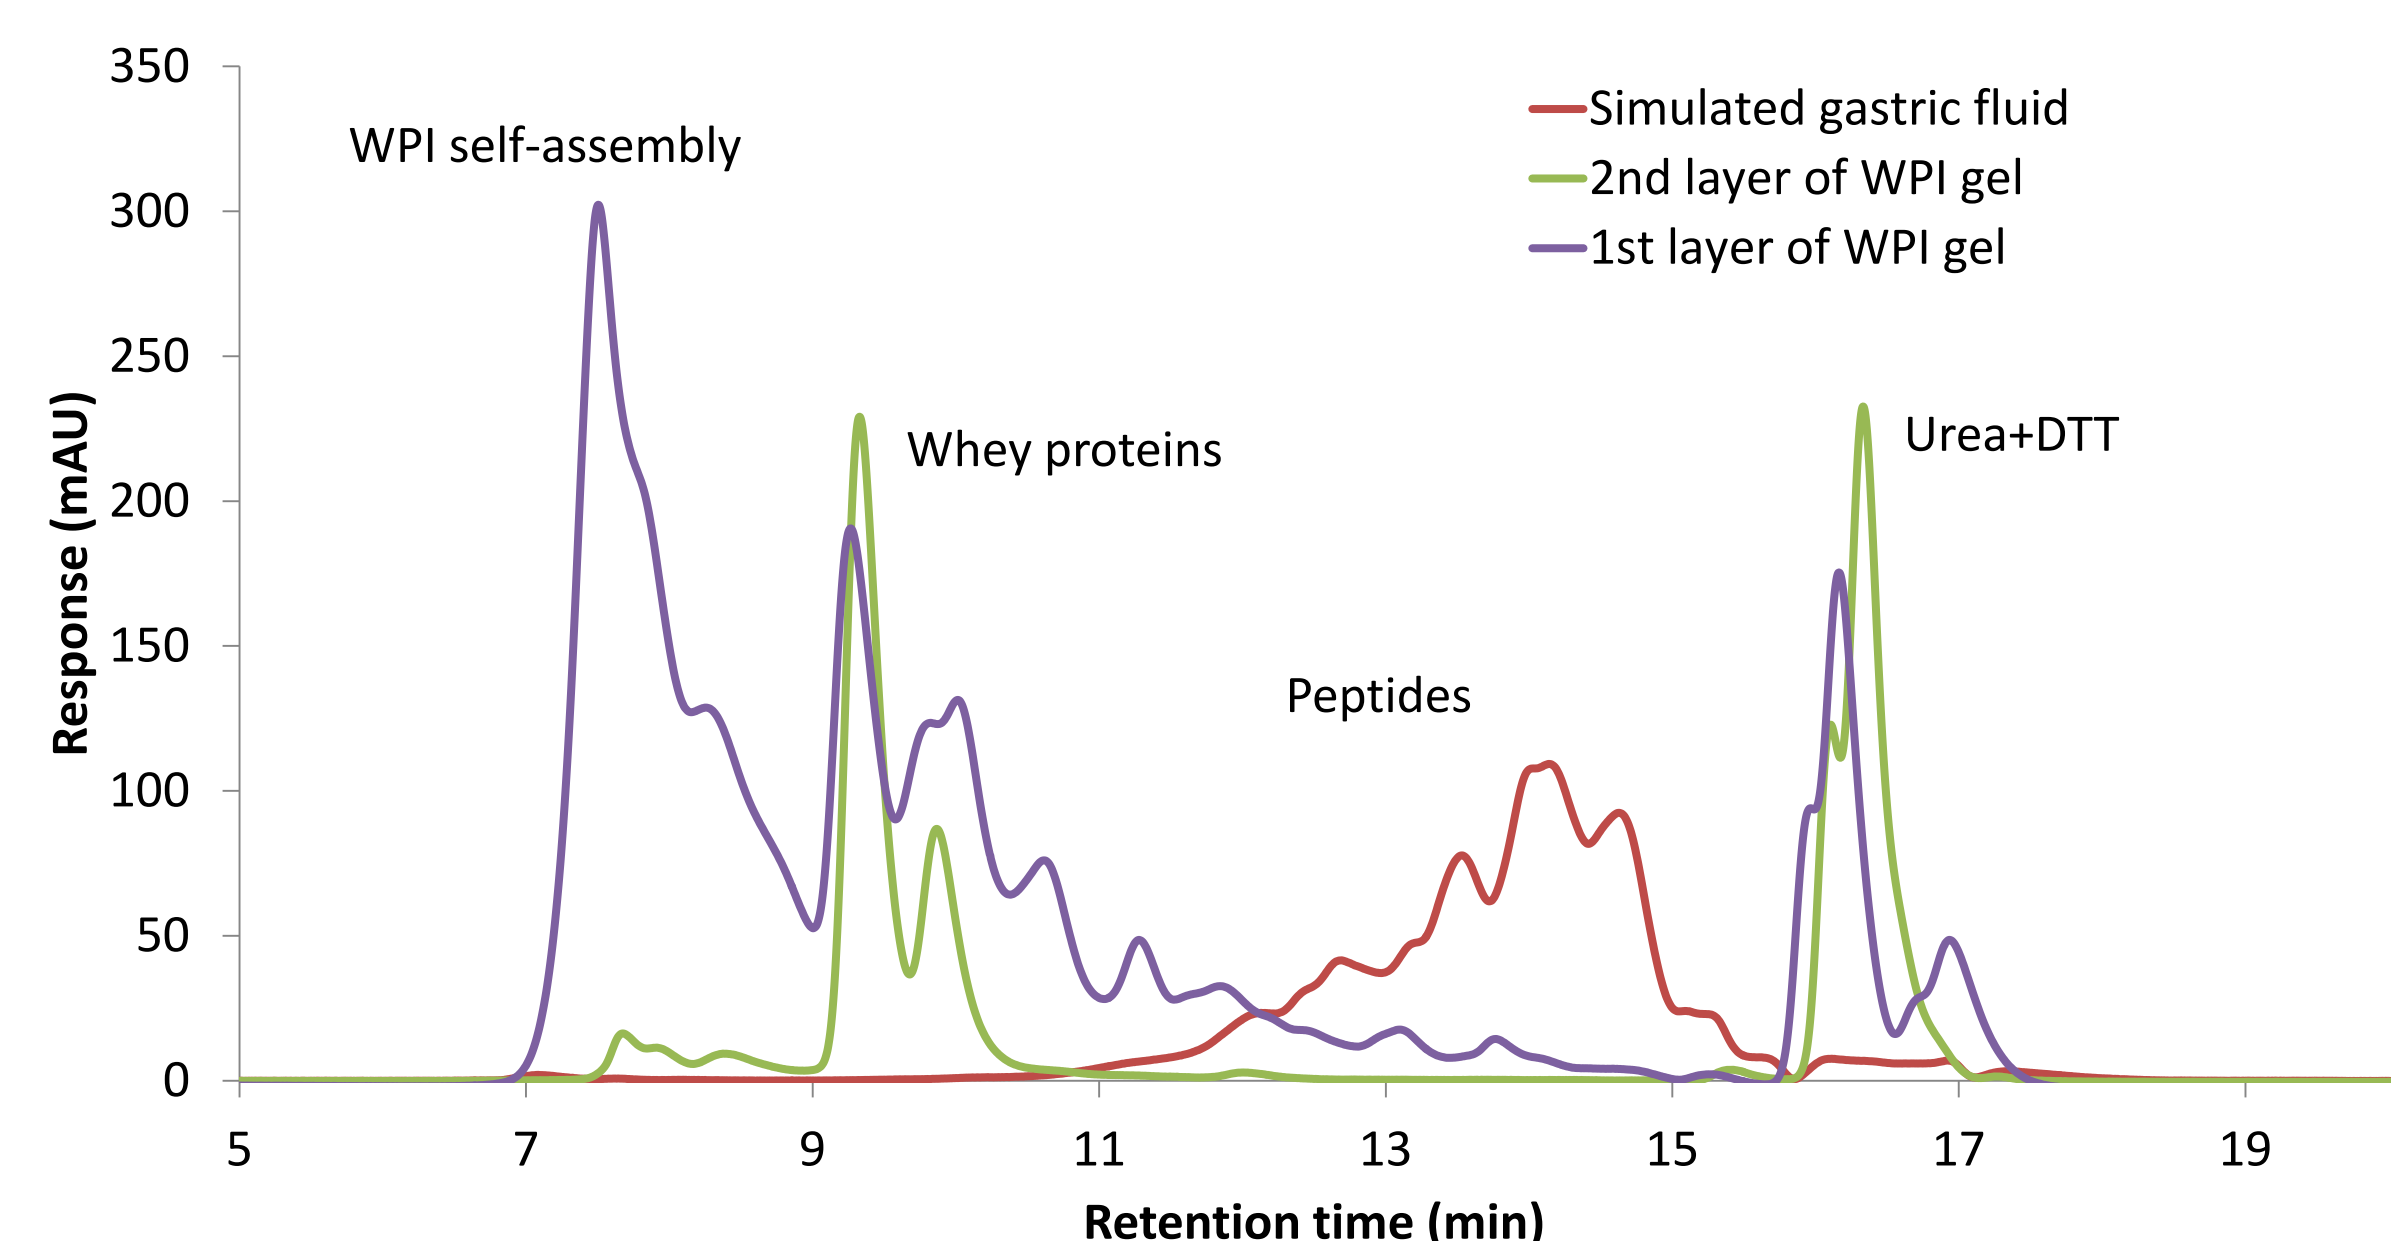 350
300
250
200
150
100
50
0
Response (mAU)
WPI self-assembly
Simulated gastric fluid
2nd layer of WPI gel
1st layer of WPI gel
Whey proteins
Urea+DTT
Peptides
5 7 9 11 13 15 17 19
Retention time (min)